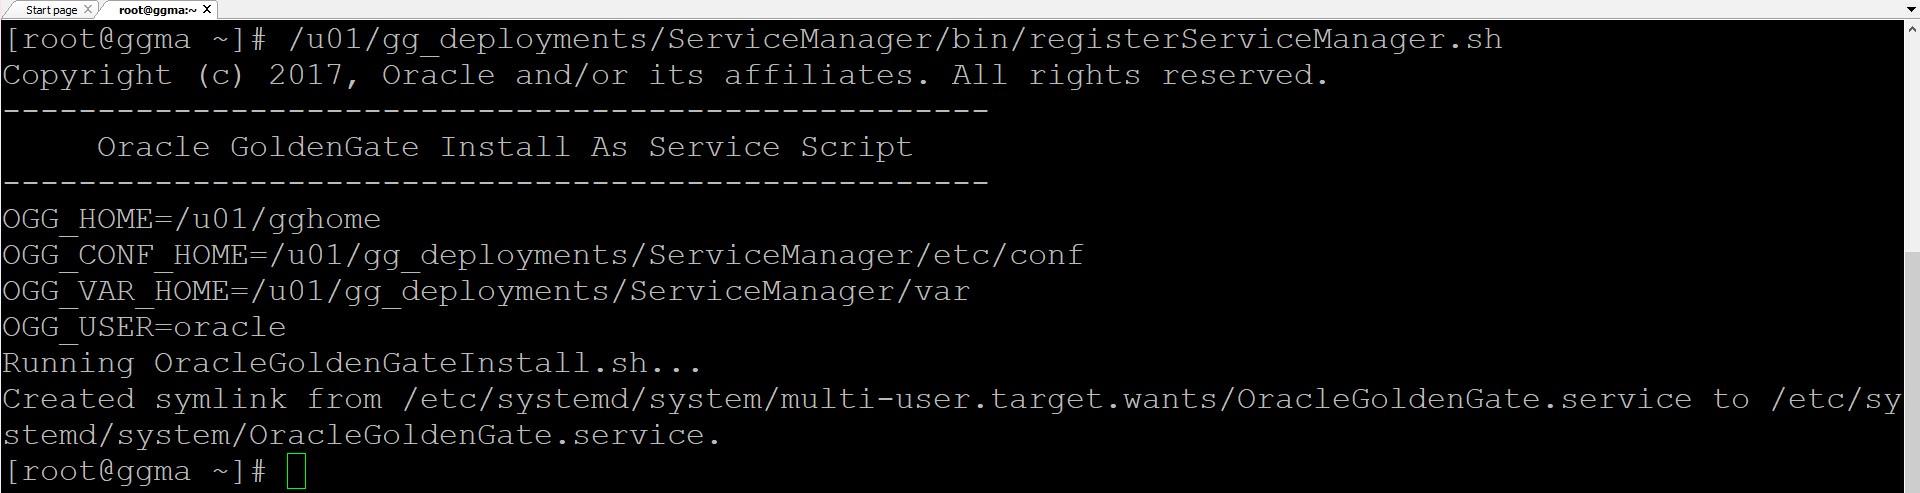 Start page
root@ggma:~
[root@ggma ~]# /u01/gg_deployments/ServiceManager/bin/registerServiceManager.sh
Copyright (c) 2017, Oracle and/or its affiliates. All rights reserved.
----------------------------------------------------
     Oracle GoldenGate Install As Service Script
----------------------------------------------------
OGG_HOME=/u01/gghome
OGG_CONF_HOME=/u01/gg_deployments/ServiceManager/etc/conf
OGG_VAR_HOME=/u01/gg_deployments/ServiceManager/var
OGG_USER=oracle
Running OracleGoldenGateInstall.sh...
Created symlink from /etc/systemd/system/multi-user.target.wants/OracleGoldenGate.service to /etc/sy
stemd/system/OracleGoldenGate.service.
[root@ggma ~]#